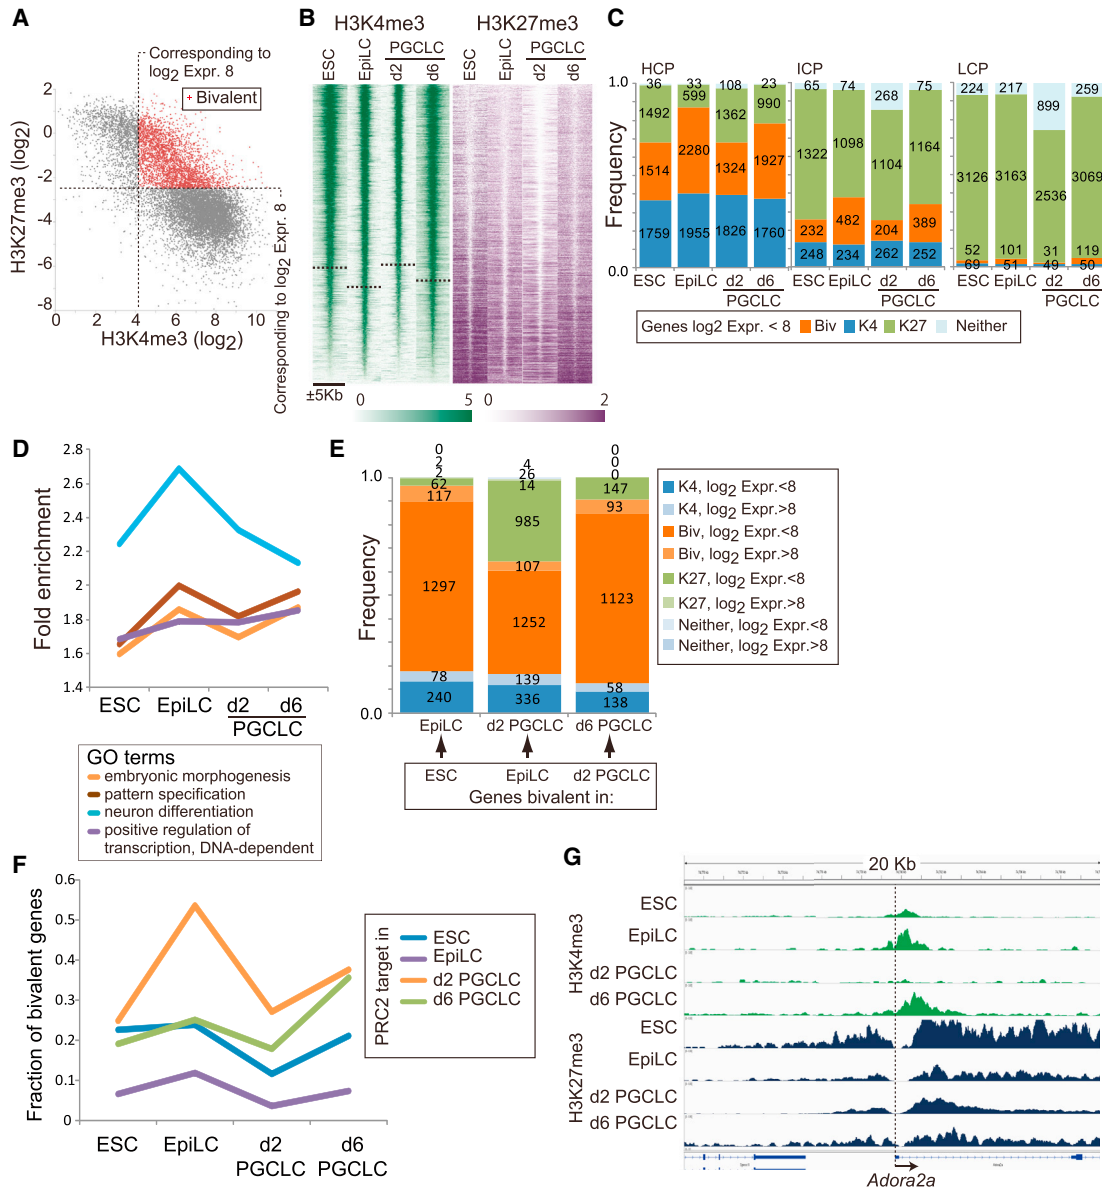 A
Corresponding to
log2 Expr. 8
+ Bivalent
H3K27me3 (log2)
2
0
-2
-4
-6
-8
0 2 4 6 8 10
H3K4me3 (log2)
Corresponding to log2 Expr. 8
B
H3K4me3 H3K27me3
PGCLC PGCLC
ESC EpiLC d2 d6 ESC EpiLC d2 d6
±5Kb
0 5 0 2
C
HCP ICP LCP
Frequency
1.0
0.0
36 33 108 23
1492 599 1362 990
1514 2280 1324 1927
1759 1955 1826 1760
65 74 268 75
1322 1098 1104 1164
232 482 204 389
248 234 262 252
224 217 899 259
3126 3163 2536 3069
52 101 31 119
69 51 49 50
ESC EpiLC d2 d6 ESC EpiLC d2 d6 ESC EpiLC d2 d6
PGCLC PGCLC PGCLC
Genes log2 Expr. < 8 Biv K4 K27 Neither
D
Fold enrichment
2.8
2.6
2.4
2.2
2
1.8
1.6
1.4
ESC EpiLC d2 d6
PGCLC
GO terms
embryonic morphogenesis
pattern specification
neuron differentiation
positive regulation of
transcription, DNA-dependent
E
Frequency
1.0
0.0
0 2 2 62 117 1297 78 240
4 26 14 985 107 1252 139 336
0 0 0 147 93 1123 58 138
EpiLC d2 PGCLC d6 PGCLC
ESC EpiLC d2 PGCLC
Genes bivalent in:
K4, log2 Expr.<8
K4, log2 Expr.>8
Biv, log2 Expr.<8
Biv, log2 Expr.>8
K27, log2 Expr.<8
K27, log2 Expr.>8
Neither, log2 Expr.<8
Neither, log2 Expr.>8
F
Fraction of bivalent genes
0.6
0.5
0.4
0.3
0.2
0.1
0
ESC EpiLC d2 d6
PGCLC PGCLC
PRC2 target in
ESC
EpiLC
d2 PGCLC
d6 PGCLC
G
20 Kb
H3K4me3
ESC
EpiLC
d2 PGCLC
d6 PGCLC
H3K27me3
ESC
EpiLC
d2 PGCLC
d6 PGCLC
Adora2a